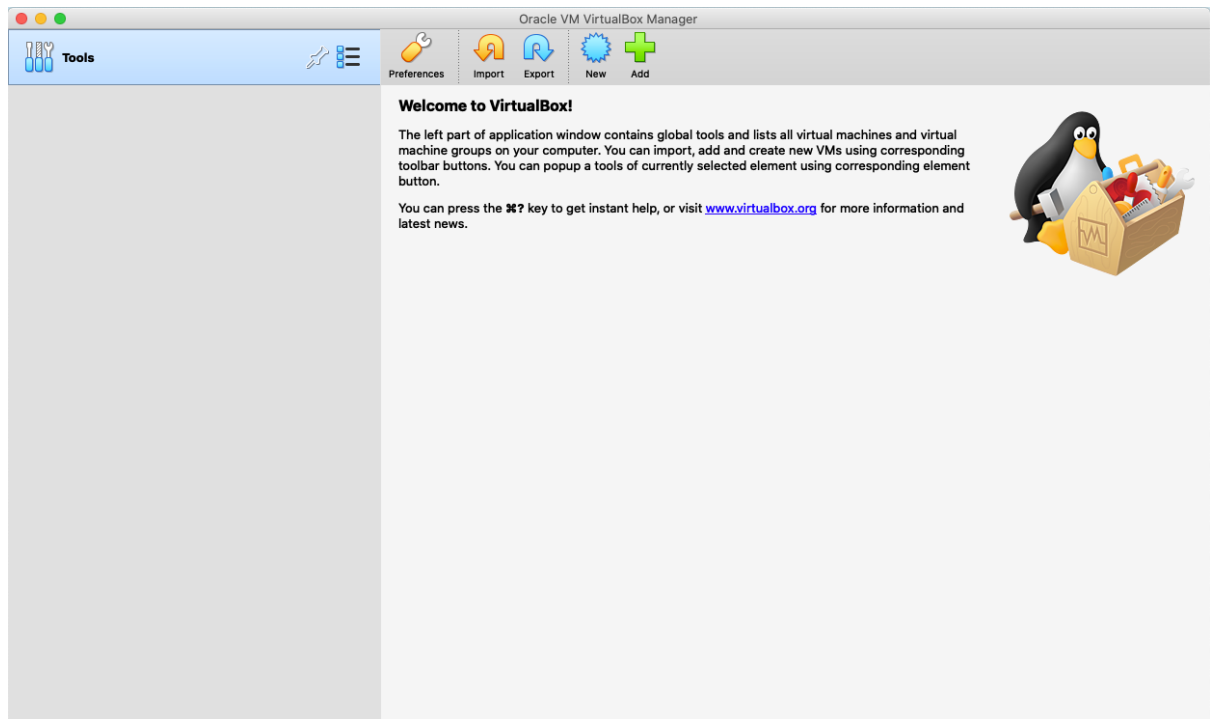 Oracle VM VirtualBox Manager
Tools
Preferences
Import
Export
New
Add
Welcome to VirtualBox!
The left part of application window contains global tools and lists all virtual machines and virtual
machine groups on your computer. You can import, add and create new VMs using corresponding
toolbar buttons. You can popup a tools of currently selected element using corresponding element
button.
You can press the ⌘? key to get instant help, or visit www.virtualbox.org for more information and
latest news.